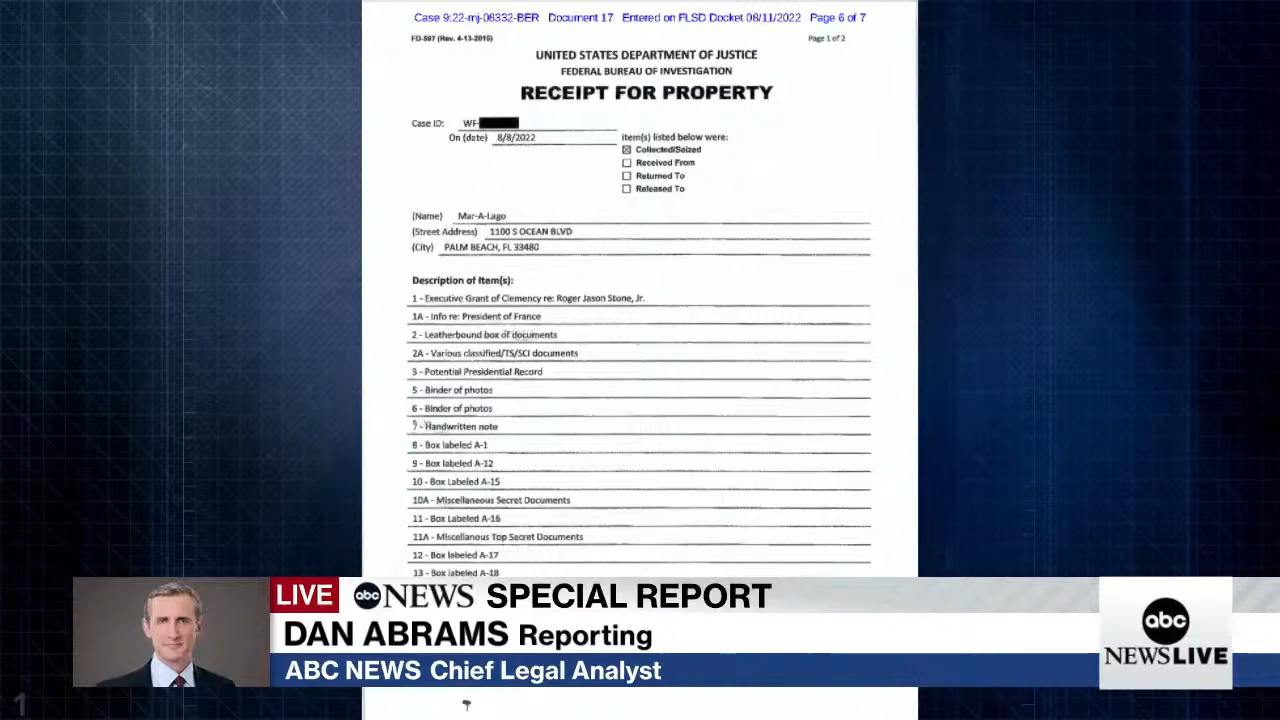 Case 9:22-mj-08332-BER Document 17 Entered on FLSD Docket 08/11/2022 Page 6 of 7
FD-597 (Rev. 4-13-2015)
Page 1 of 2
UNITED STATES DEPARTMENT OF JUSTICE
FEDERAL BUREAU OF INVESTIGATION
RECEIPT FOR PROPERTY
Case ID: WF-
On (date) 8/8/2022
item(s) listed below were:
Collected/Seized
Received From
Returned To
Released To
(Name) Mar-A-Lago
(Street Address) 1100 S OCEAN BLVD
(City) PALM BEACH, FL 33480
Description of Item(s):
1 - Executive Grant of Clemency re: Roger Jason Stone, Jr.
1A - Info re: President of France
2 - Leatherbound box of documents
2A - Various classified/TS/SCI documents
3 - Potential Presidential Record
5 - Binder of photos
6 - Binder of photos
7 - Handwritten note
8 - Box labeled A-1
9 - Box labeled A-12
10 - Box Labeled A-15
10A - Miscellaneous Secret Documents
11 - Box Labeled A-16
11A - Miscellanous Top Secret Documents
12 - Box labeled A-17
13 - Box labeled A-18
LIVE abc NEWS SPECIAL REPORT
DAN ABRAMS Reporting
ABC NEWS Chief Legal Analyst
abc
NEWS LIVE
1